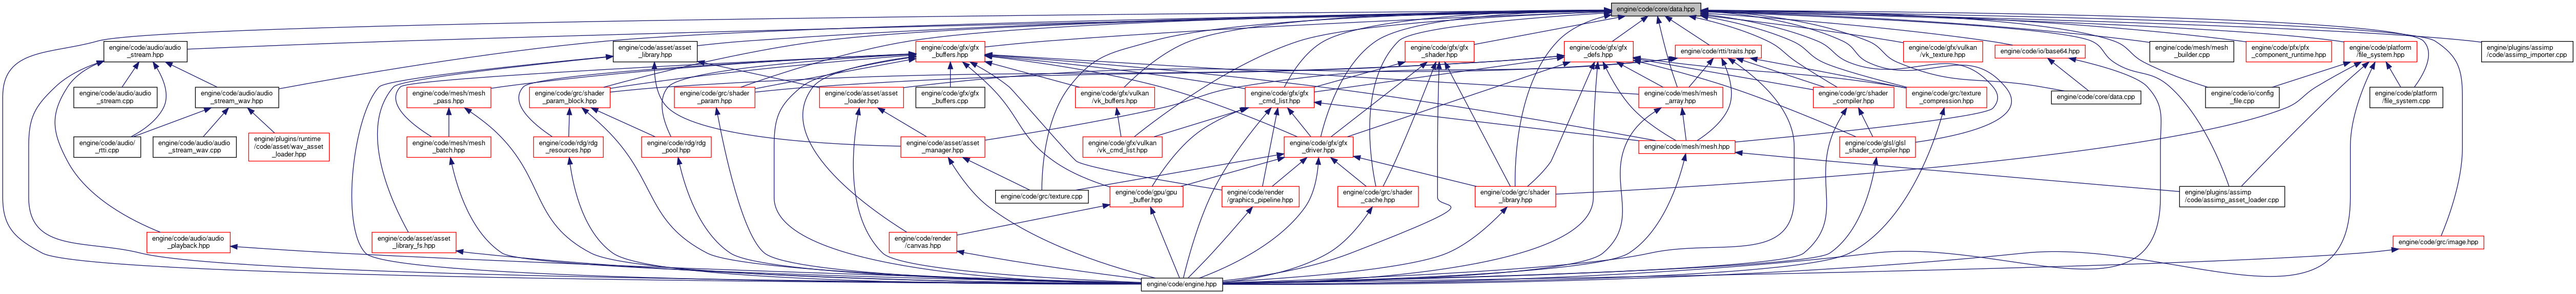 engine/code/core/data.hpp
engine/code/audio/audio
_stream.hpp
engine/code/asset/asset
_library.hpp
engine/code/gfx/gfx
_buffers.hpp
engine/code/gfx/gfx
_shader.hpp
engine/code/gfx/gfx
_defs.hpp
engine/code/rtti/traits.hpp
engine/code/gfx/vulkan
/vk_texture.hpp
engine/code/io/base64.hpp
engine/code/mesh/mesh
_builder.cpp
engine/code/pfx/pfx
_component_runtime.hpp
engine/code/platform
/file_system.hpp
engine/plugins/assimp
/code/assimp_importer.cpp
engine/code/audio/audio
_stream.cpp
engine/code/audio/audio
_stream_wav.hpp
engine/code/mesh/mesh
_pass.hpp
engine/code/grc/shader
_param_block.hpp
engine/code/grc/shader
_param.hpp
engine/code/asset/asset
_loader.hpp
engine/code/gfx/gfx
_buffers.cpp
engine/code/gfx/vulkan
/vk_buffers.hpp
engine/code/gfx/gfx
_cmd_list.hpp
engine/code/mesh/mesh
_array.hpp
engine/code/grc/shader
_compiler.hpp
engine/code/grc/texture
_compression.hpp
engine/code/core/data.cpp
engine/code/io/config
_file.cpp
engine/code/platform
/file_system.cpp
engine/code/audio/
_rtti.cpp
engine/code/audio/audio
_stream_wav.cpp
engine/plugins/runtime
/code/asset/wav_asset
_loader.hpp
engine/code/mesh/mesh
_batch.hpp
engine/code/rdg/rdg
_resources.hpp
engine/code/rdg/rdg
_pool.hpp
engine/code/asset/asset
_manager.hpp
engine/code/gfx/vulkan
/vk_cmd_list.hpp
engine/code/gfx/gfx
_driver.hpp
engine/code/mesh/mesh.hpp
engine/code/glsl/glsl
_shader_compiler.hpp
engine/code/grc/texture.cpp
engine/code/gpu/gpu
_buffer.hpp
engine/code/render
/graphics_pipeline.hpp
engine/code/grc/shader
_cache.hpp
engine/code/grc/shader
_library.hpp
engine/plugins/assimp
/code/assimp_asset_loader.cpp
engine/code/audio/audio
_playback.hpp
engine/code/asset/asset
_library_fs.hpp
engine/code/render
/canvas.hpp
engine/code/grc/image.hpp
engine/code/engine.hpp